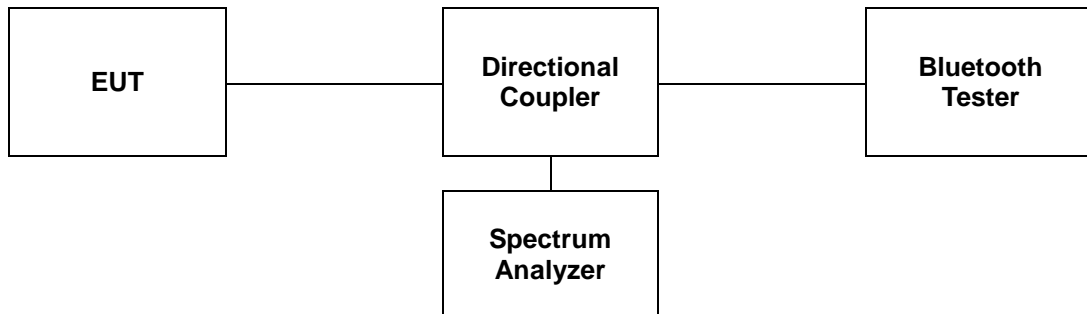 EUT
Directional
Coupler
Bluetooth
Tester
Spectrum
Analyzer